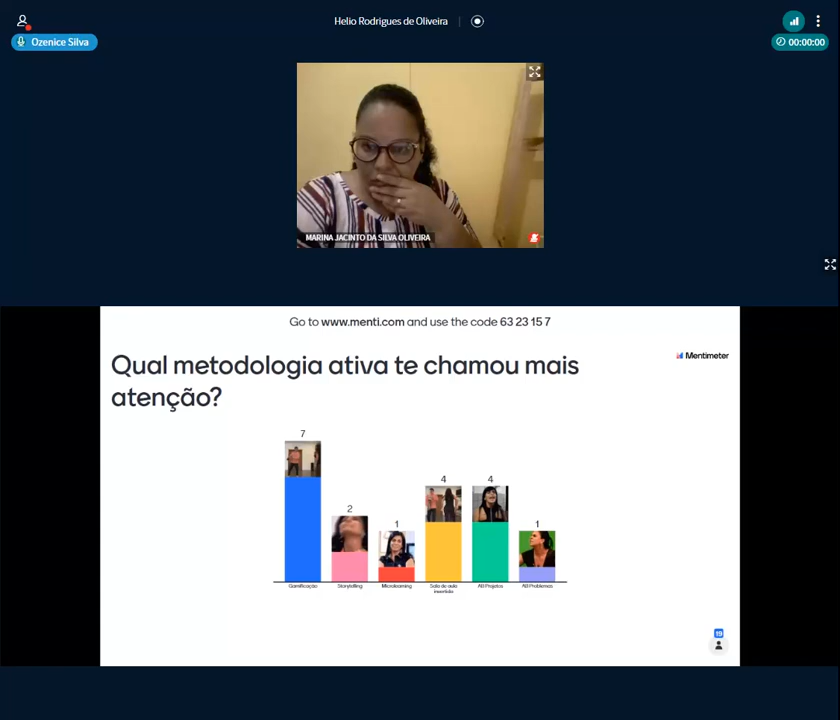 Helio Rodrigues de Oliveira
Ozenice Silva
00:00:00
MARINA JACINTO DA SILVA OLIVEIRA
Go to www.menti.com and use the code 63 23 15 7
Mentimeter
Qual metodologia ativa te chamou mais
atenção?
7
2
1
4
4
1
Gamificação
Storytelling
Microlearning
Sala de aula
invertida
AB Projetos
AB Problemas
19